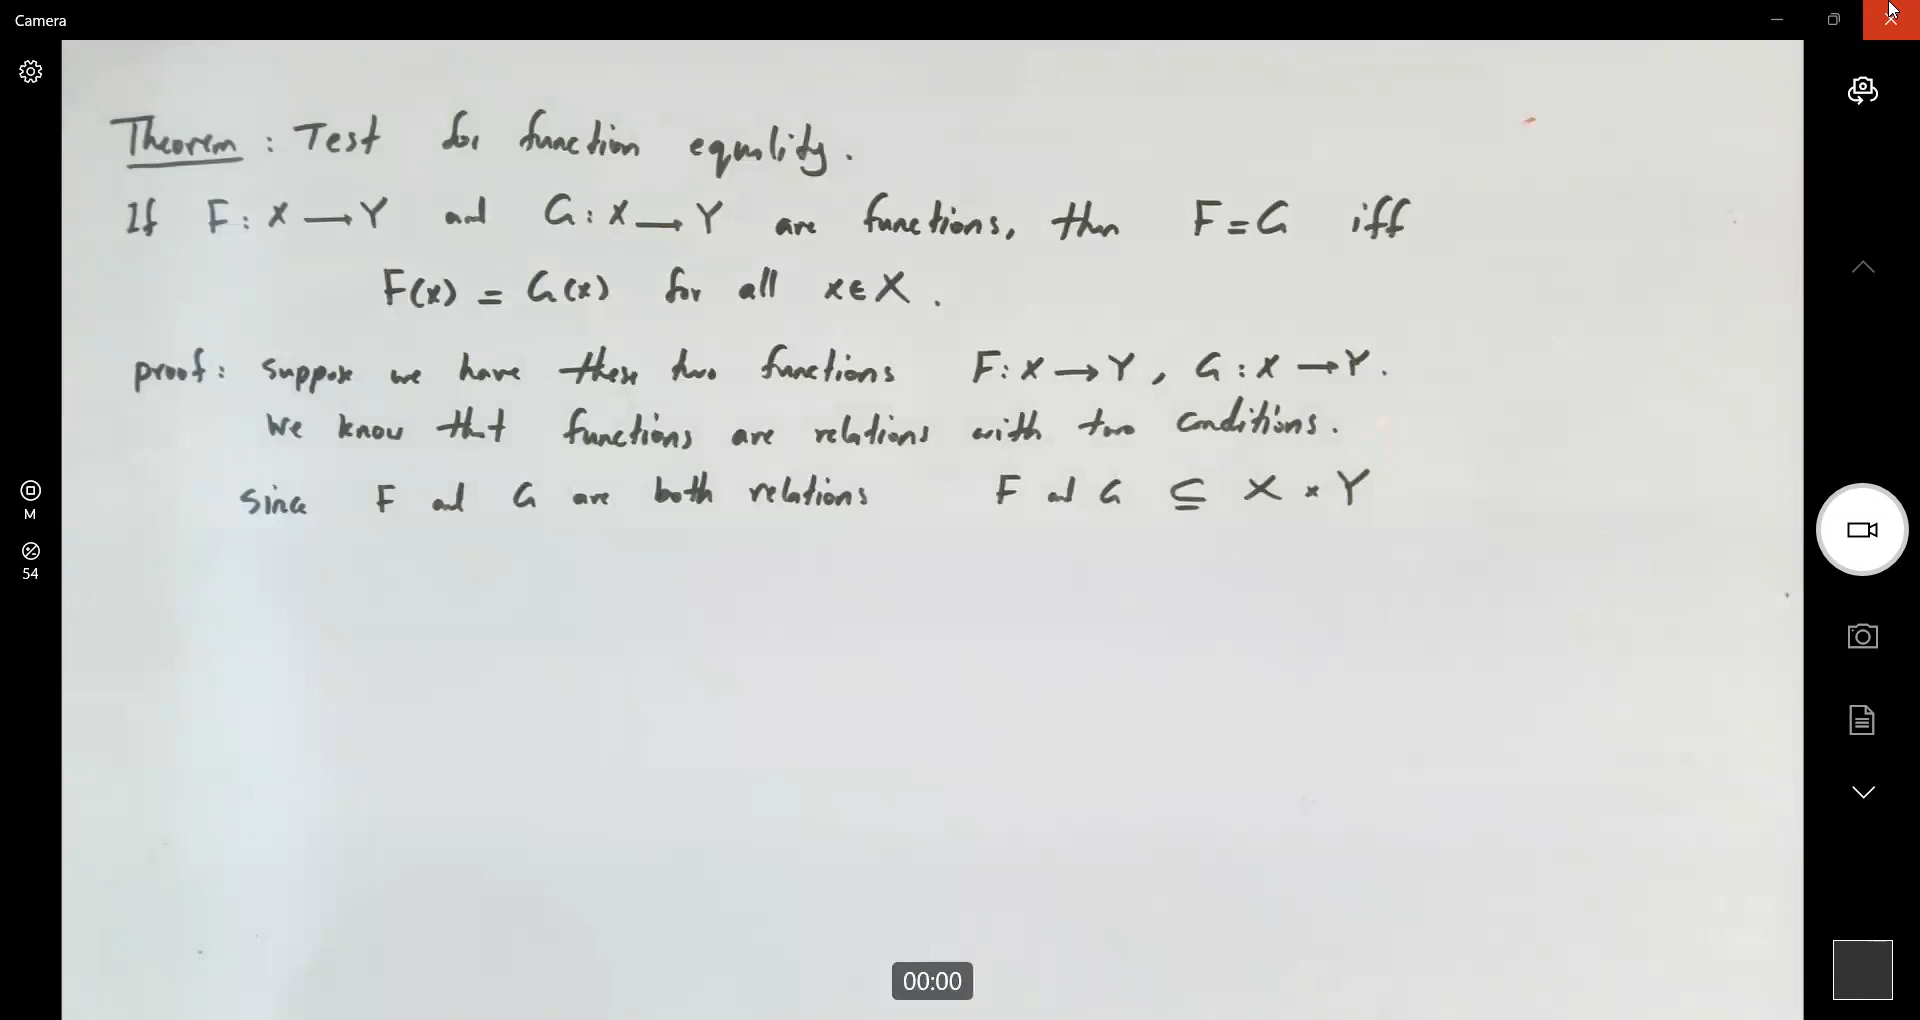 Camera
Theorem : Test for function equality.
If F : X → Y and G : X → Y are functions, then F = G iff
F(x) = G(x) for all x ∈ X .
proof : suppose we have these two functions F : X → Y , G : X → Y .
We know that functions are relations with two conditions.
since F and G are both relations F and G ⊆ X × Y
M
54
00:00